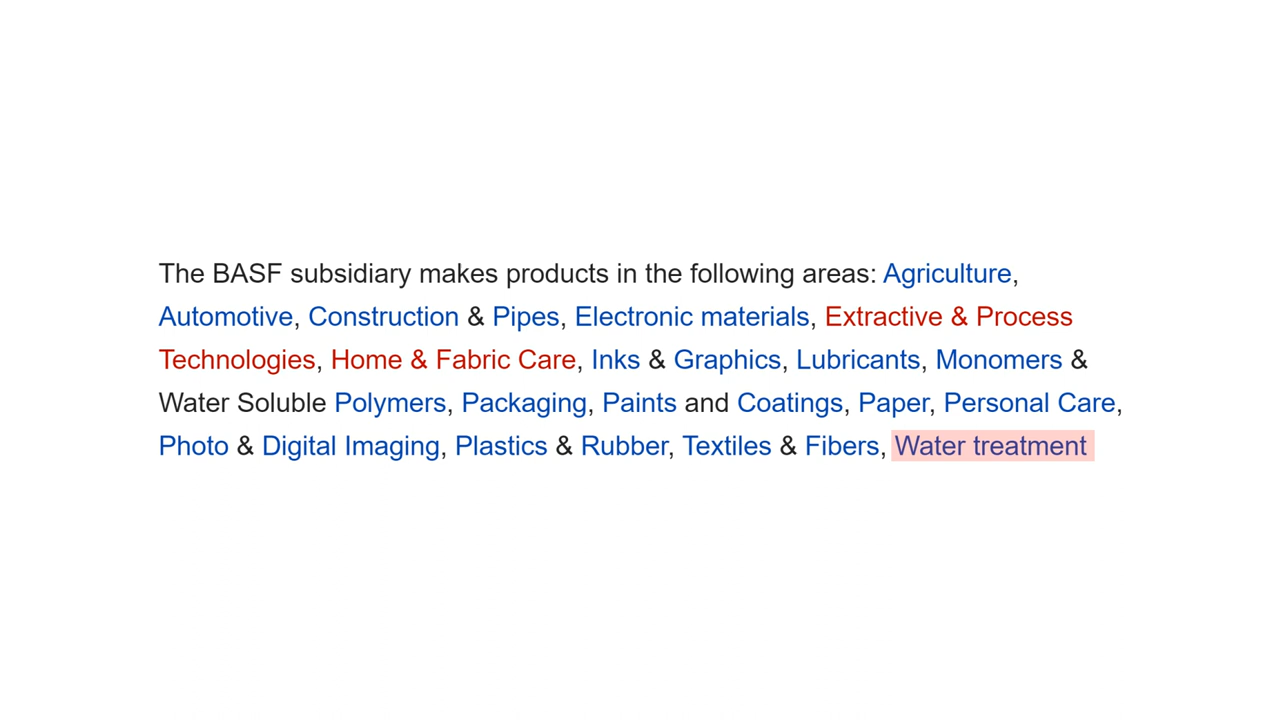 The BASF subsidiary makes products in the following areas: Agriculture,
Automotive, Construction & Pipes, Electronic materials, Extractive & Process
Technologies, Home & Fabric Care, Inks & Graphics, Lubricants, Monomers &
Water Soluble Polymers, Packaging, Paints and Coatings, Paper, Personal Care,
Photo & Digital Imaging, Plastics & Rubber, Textiles & Fibers, Water treatment